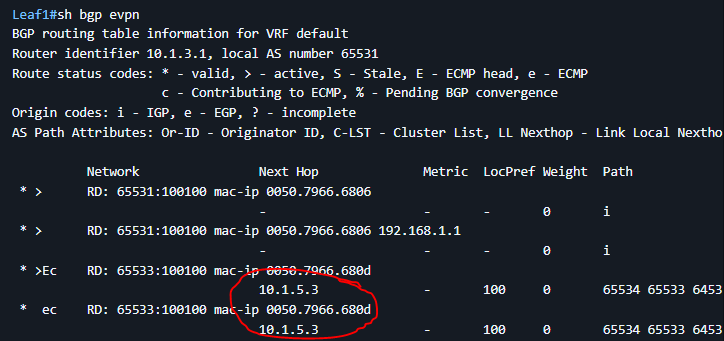 Leaf1#sh bgp evpn
BGP routing table information for VRF default
Router identifier 10.1.3.1, local AS number 65531
Route status codes: * - valid, > - active, S - Stale, E - ECMP head, e - ECMP
c - Contributing to ECMP, % - Pending BGP convergence
Origin codes: i - IGP, e - EGP, ? - incomplete
AS Path Attributes: Or-ID - Originator ID, C-LST - Cluster List, LL Nexthop - Link Local Nextho
Network Next Hop Metric LocPref Weight Path
* > RD: 65531:100100 mac-ip 0050.7966.6806
- - - 0 i
* > RD: 65531:100100 mac-ip 0050.7966.6806 192.168.1.1
- - - 0 i
* >Ec RD: 65533:100100 mac-ip 0050.7966.680d
10.1.5.3 - 100 0 65534 65533 6453
* ec RD: 65533:100100 mac-ip 0050.7966.680d
10.1.5.3 - 100 0 65534 65533 6453